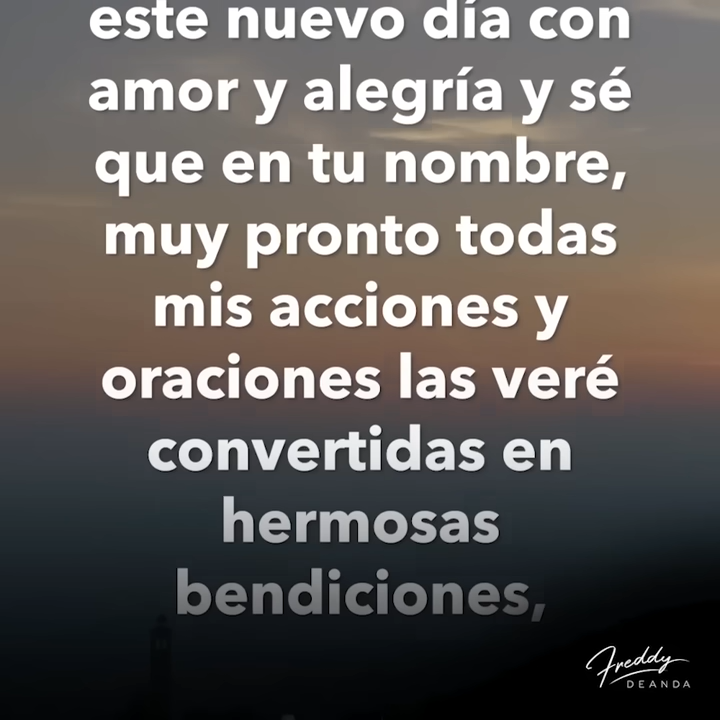 este nuevo día con
amor y alegría y sé
que en tu nombre,
muy pronto todas
mis acciones y
oraciones las veré
convertidas en
hermosas
bendiciones,
Freddy
DEANDA